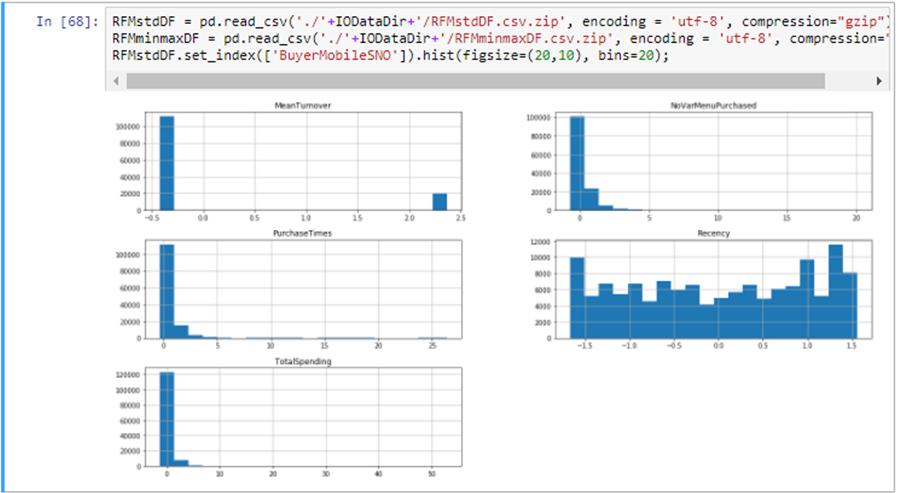 In [68]:
RFMstdDF = pd.read_csv('./'+IODataDir+'/RFMstdDF.csv.zip', encoding = 'utf-8', compression="gzip")
RFMminmaxDF = pd.read_csv('./'+IODataDir+'/RFMminmaxDF.csv.zip', encoding = 'utf-8', compression="
RFMstdDF.set_index(['BuyerMobileSNO']).hist(figsize=(20,10), bins=20);
MeanTurnover
100000
80000
60000
40000
20000
0
−0.5 0.0 0.5 1.0 1.5 2.0 2.5
NoVarMenuPurchased
100000
80000
60000
40000
20000
0
0 5 10 15 20
PurchaseTimes
100000
80000
60000
40000
20000
0
0 5 10 15 20 25
Recency
12000
10000
8000
6000
4000
2000
0
−1.5 −1.0 −0.5 0.0 0.5 1.0 1.5
TotalSpending
120000
100000
80000
60000
40000
20000
0
0 10 20 30 40 50